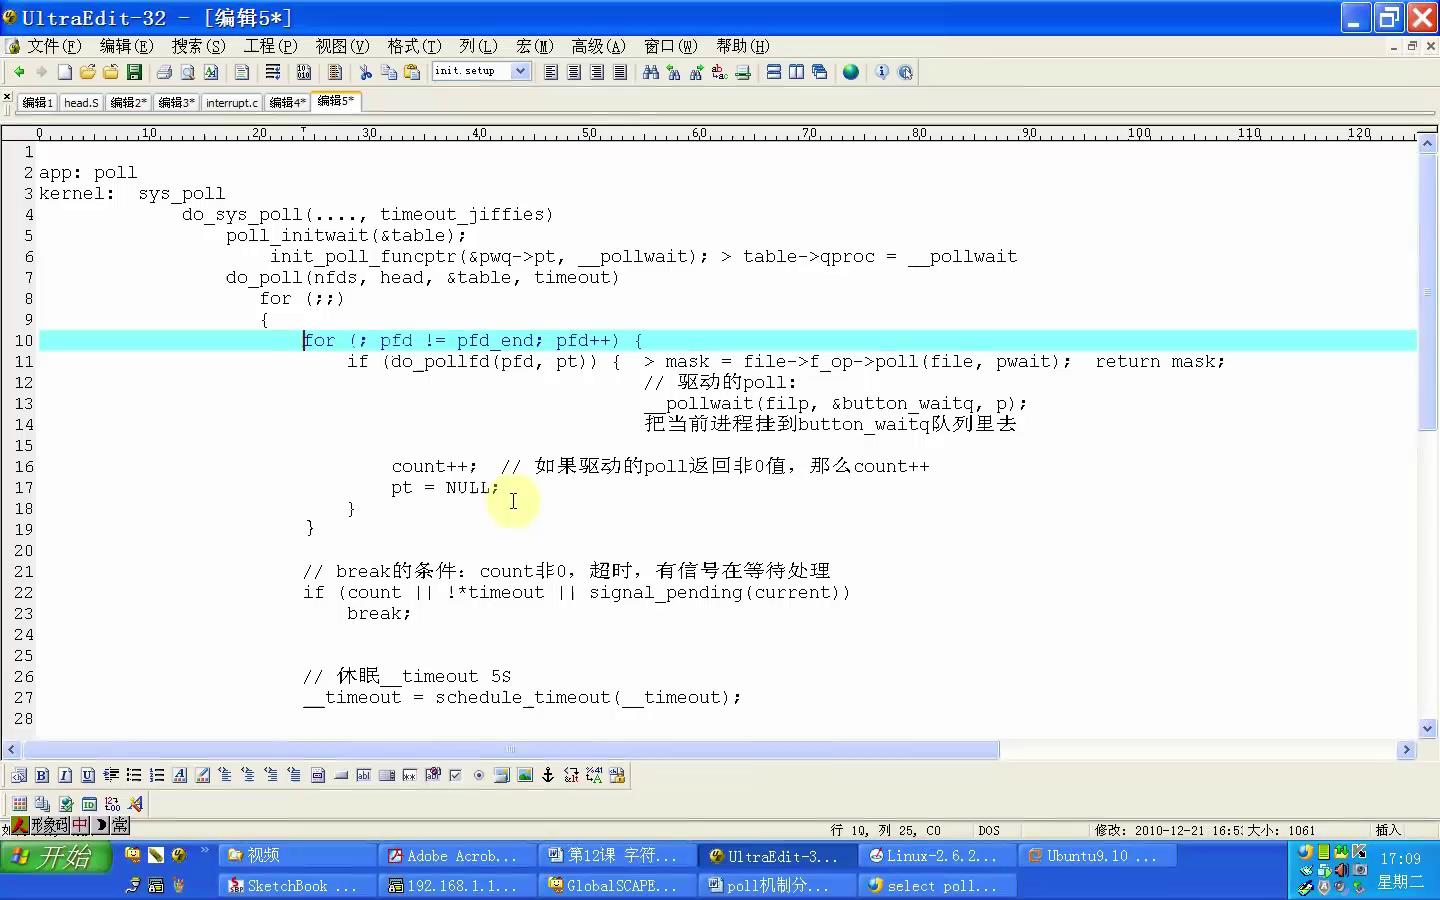 UltraEdit-32 - [编辑5*]
文件(F) 编辑(E) 搜索(S) 工程(P) 视图(V) 格式(T) 列(L) 宏(M) 高级(A) 窗口(W) 帮助(H)
init.setup
编辑1 head.S 编辑2* 编辑3* interrupt.c 编辑4* 编辑5*
0 10 20 30 40 50 60 70 80 90 100 110 120
1
2 app: poll
3 kernel: sys_poll
4 do_sys_poll(...., timeout_jiffies)
5 poll_initwait(&table);
6 init_poll_funcptr(&pwq->pt, __pollwait); > table->qproc = __pollwait
7 do_poll(nfds, head, &table, timeout)
8 for (;;)
9 {
10 for (; pfd != pfd_end; pfd++) {
11 if (do_pollfd(pfd, pt)) { > mask = file->f_op->poll(file, pwait); return mask;
12 // 驱动的poll:
13 __pollwait(filp, &button_waitq, p);
14 把当前进程挂到button_waitq队列里去
15
16 count++; // 如果驱动的poll返回非0值，那么count++
17 pt = NULL;
18 }
19 }
20
21 // break的条件：count非0，超时，有信号在等待处理
22 if (count || !*timeout || signal_pending(current))
23 break;
24
25
26 // 休眠__timeout 5S
27 __timeout = schedule_timeout(__timeout);
28
形象码 中 常
行 10, 列 25, C0 DOS 修改: 2010-12-21 16:5 大小: 1061 插入
开始 视频 Adobe Acrob... 第12课 字符... UltraEdit-3... Linux-2.6.2... Ubuntu9.10 ... 17:09
SketchBook ... 192.168.1.1... GlobalSCAPE... poll机制分... select poll... 星期二